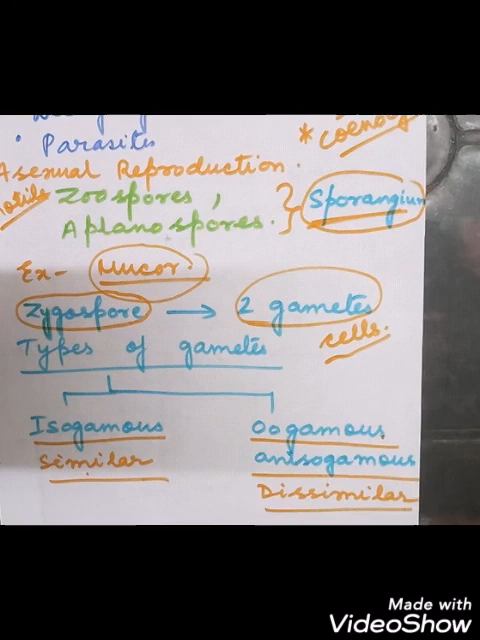 • Parasites
* coenocy
Asexual Reproduction.
motile Zoospores,
Aplanospores. } Sporangium
Ex- Mucor.
Zygospore → 2 gametes
cells.
Types of gametes
Isogamous Oogamous
anisogamous
Similar
Dissimilar
Made with
VideoShow